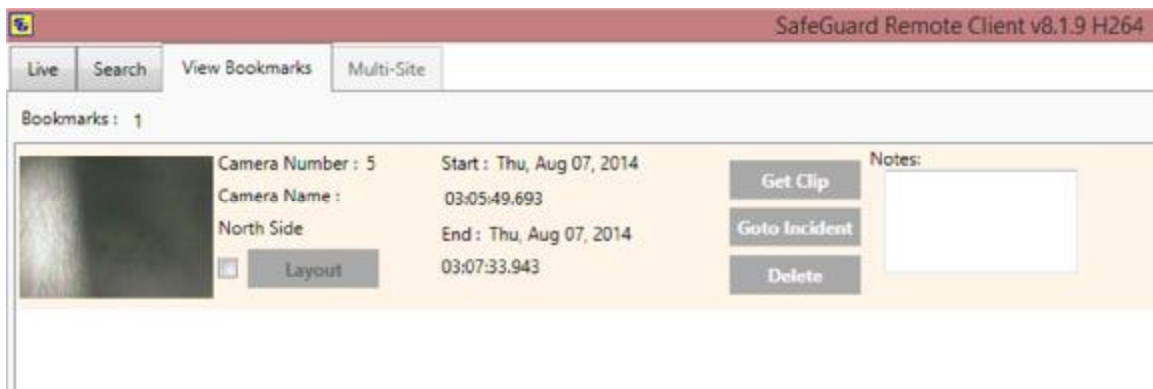 SafeGuard Remote Client v8.1.9 H264
Live Search View Bookmarks Multi-Site
Bookmarks : 1
Camera Number : 5
Camera Name :
North Side
Layout
Start : Thu, Aug 07, 2014
03:05:49.693
End : Thu, Aug 07, 2014
03:07:33.943
Get Clip
Goto Incident
Delete
Notes: